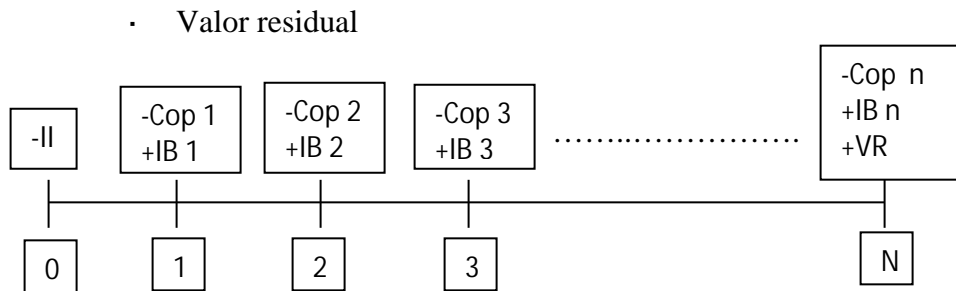 · Valor residual
-II
-Cop 1
+IB 1
-Cop 2
+IB 2
-Cop 3
+IB 3
……...……………….
-Cop n
+IB n
+VR
0
1
2
3
N